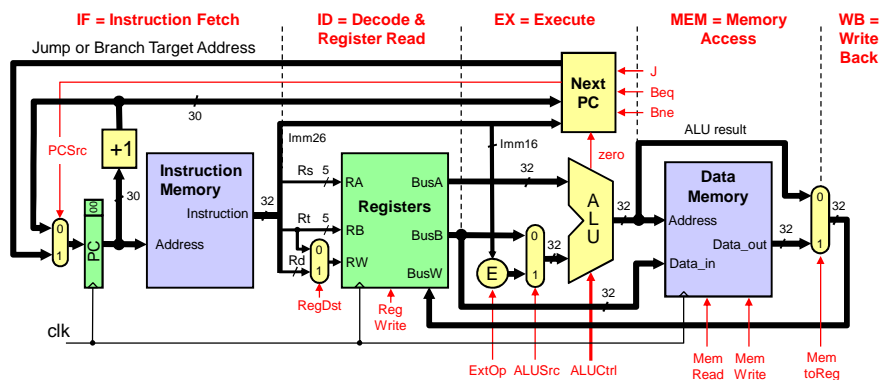 IF = Instruction Fetch
ID = Decode &
Register Read
EX = Execute
MEM = Memory
Access
WB =
Write
Back
Jump or Branch Target Address
Next
PC
J
Beq
Bne
30
PCSrc
+1
30
Imm26
Imm16
zero
ALU result
Instruction
Memory
Instruction
Address
32
Rs
5
RA
BusA
32
Registers
Rt
5
RB
BusB
0
1
RW
Rd
BusW
0
1
32
E
A
L
U
32
Data
Memory
Address
Data_out
Data_in
32
32
0
1
32
0
1
00
PC
RegDst
Reg
Write
clk
ExtOp
ALUSrc
ALUCtrl
Mem
Read
Mem
Write
Mem
toReg